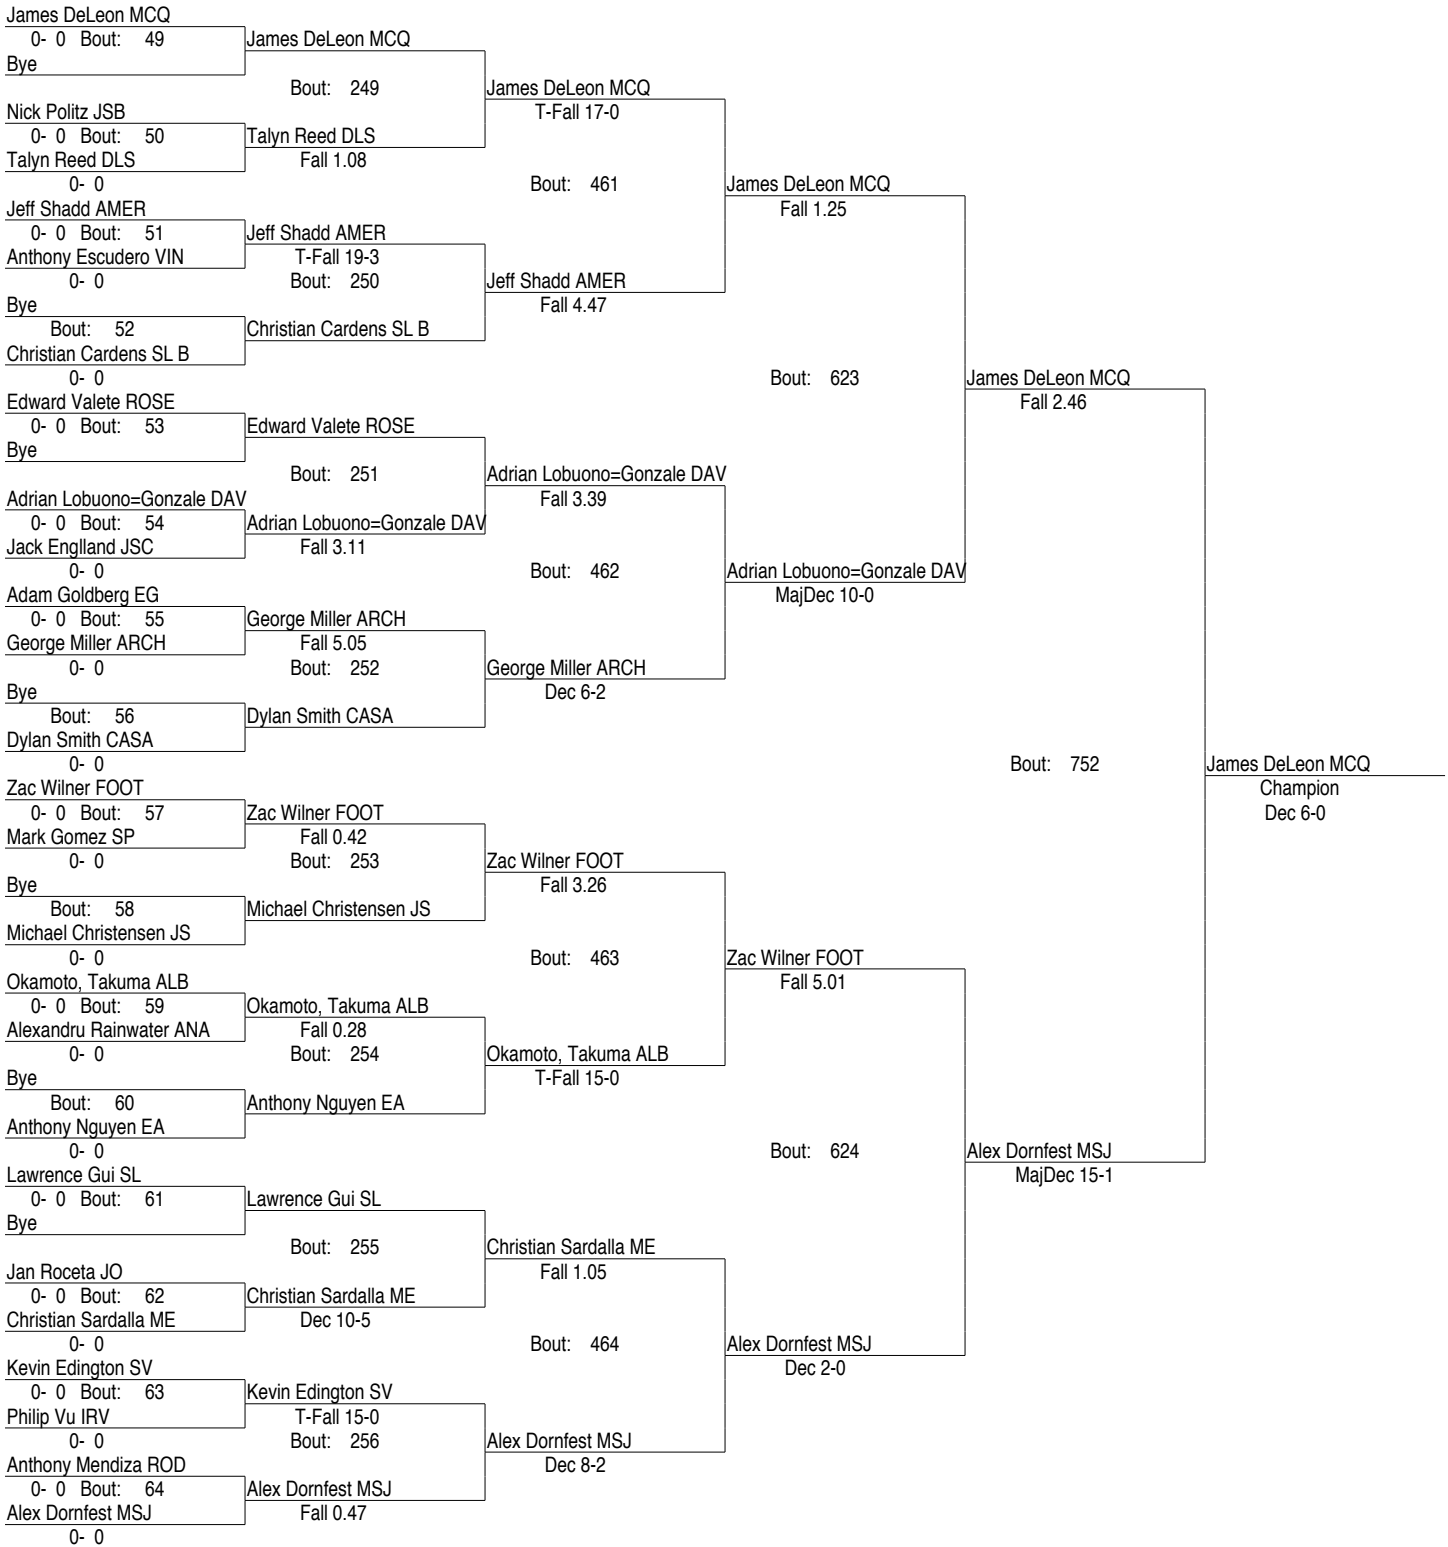 James DeLeon MCQ
0- 0 Bout: 49
Bye
James DeLeon MCQ
Bout: 249
Nick Politz JSB
0- 0 Bout: 50
Talyn Reed DLS
0- 0
Talyn Reed DLS
Fall 1.08
James DeLeon MCQ
T-Fall 17-0
Bout: 461
Jeff Shadd AMER
0- 0 Bout: 51
Anthony Escudero VIN
0- 0
Jeff Shadd AMER
T-Fall 19-3
Bout: 250
Bye
Bout: 52
Christian Cardens SL B
0- 0
Christian Cardens SL B
Jeff Shadd AMER
Fall 4.47
James DeLeon MCQ
Fall 1.25
Bout: 623
Edward Valete ROSE
0- 0 Bout: 53
Bye
Edward Valete ROSE
Bout: 251
Adrian Lobuono=Gonzale DAV
0- 0 Bout: 54
Jack Englland JSC
0- 0
Adrian Lobuono=Gonzale DAV
Fall 3.11
Adrian Lobuono=Gonzale DAV
Fall 3.39
Bout: 462
Adam Goldberg EG
0- 0 Bout: 55
George Miller ARCH
0- 0
George Miller ARCH
Fall 5.05
Bout: 252
Bye
Bout: 56
Dylan Smith CASA
0- 0
Dylan Smith CASA
George Miller ARCH
Dec 6-2
Adrian Lobuono=Gonzale DAV
MajDec 10-0
James DeLeon MCQ
Fall 2.46
Bout: 752
Zac Wilner FOOT
0- 0 Bout: 57
Mark Gomez SP
0- 0
Zac Wilner FOOT
Fall 0.42
Bout: 253
Bye
Bout: 58
Michael Christensen JS
0- 0
Michael Christensen JS
Zac Wilner FOOT
Fall 3.26
Bout: 463
Okamoto, Takuma ALB
0- 0 Bout: 59
Alexandru Rainwater ANA
0- 0
Okamoto, Takuma ALB
Fall 0.28
Bout: 254
Bye
Bout: 60
Anthony Nguyen EA
0- 0
Anthony Nguyen EA
Okamoto, Takuma ALB
T-Fall 15-0
Zac Wilner FOOT
Fall 5.01
Bout: 624
Lawrence Gui SL
0- 0 Bout: 61
Bye
Lawrence Gui SL
Bout: 255
Jan Roceta JO
0- 0 Bout: 62
Christian Sardalla ME
0- 0
Christian Sardalla ME
Dec 10-5
Christian Sardalla ME
Fall 1.05
Bout: 464
Kevin Edington SV
0- 0 Bout: 63
Philip Vu IRV
0- 0
Kevin Edington SV
T-Fall 15-0
Bout: 256
Anthony Mendiza ROD
0- 0 Bout: 64
Alex Dornfest MSJ
0- 0
Alex Dornfest MSJ
Fall 0.47
Alex Dornfest MSJ
Dec 8-2
Alex Dornfest MSJ
Dec 2-0
Alex Dornfest MSJ
MajDec 15-1
James DeLeon MCQ
Champion
Dec 6-0